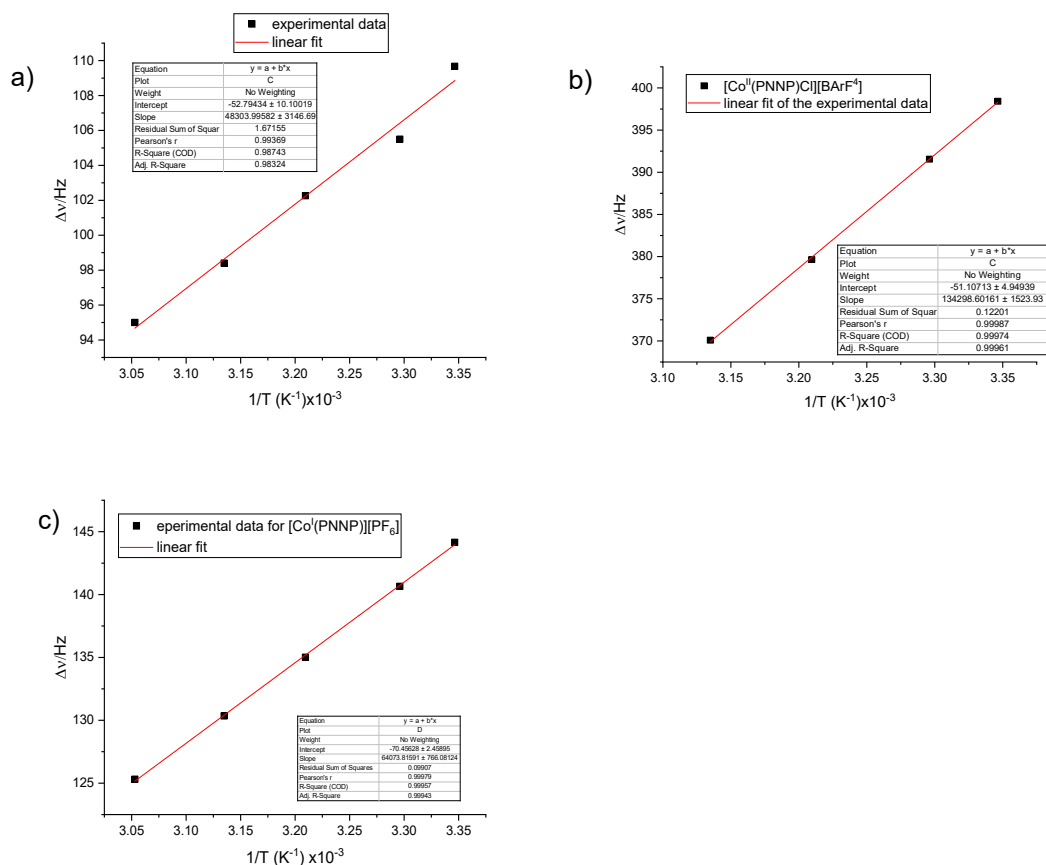 a)
experimental data
linear fit
Equation y = a + b*x
Plot C
Weight No Weighting
Intercept -52.79434 ± 10.10019
Slope 48303.99582 ± 3146.69
Residual Sum of Squar 1.67155
Pearson's r 0.99369
R-Square (COD) 0.98743
Adj. R-Square 0.98324
110
108
106
104
102
100
98
96
94
Δν/Hz
3.05 3.10 3.15 3.20 3.25 3.30 3.35
1/T (K⁻¹)x10⁻³
b)
[Coᴵᴵ(PNNP)Cl][BArF⁴]
linear fit of the experimental data
400
395
390
385
380
375
370
Δν/Hz
Equation y = a + b*x
Plot C
Weight No Weighting
Intercept -51.10713 ± 4.94939
Slope 134298.60161 ± 1523.93
Residual Sum of Squar 0.12201
Pearson's r 0.99987
R-Square (COD) 0.99974
Adj. R-Square 0.99961
3.10 3.15 3.20 3.25 3.30 3.35
1/T (K⁻¹)x10⁻³
c)
eperimental data for [Coᴵ(PNNP)][PF₆]
linear fit
145
140
135
130
125
Δν/Hz
Equation y = a + b*x
Plot D
Weight No Weighting
Intercept -70.45628 ± 2.45895
Slope 64073.81591 ± 766.08124
Residual Sum of Squares 0.09907
Pearson's r 0.99979
R-Square (COD) 0.99957
Adj. R-Square 0.99943
3.05 3.10 3.15 3.20 3.25 3.30 3.35
1/T (K⁻¹) x10⁻³